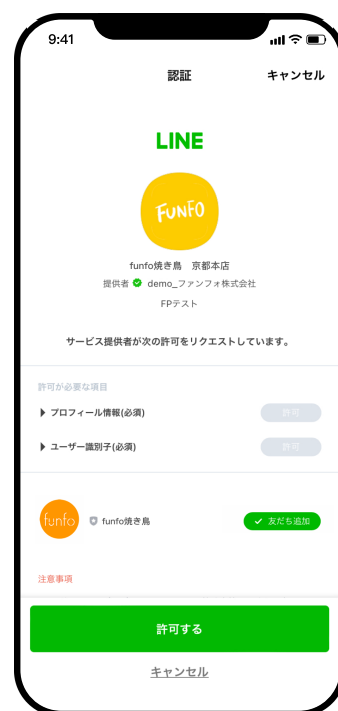 9:41
認証 キャンセル
LINE
FUNFO
funfo焼き鳥 京都本店
提供者 demo_ファンフォ株式会社
FPテスト
サービス提供者が次の許可をリクエストしています。
許可が必要な項目
プロフィール情報(必須) 許可
ユーザー識別子(必須) 許可
funfo
funfo焼き鳥 友だち追加
注意事項
許可する
キャンセル